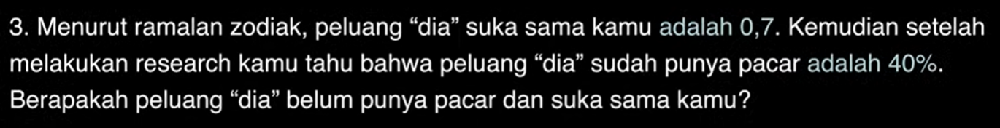 3. Menurut ramalan zodiak, peluang “dia” suka sama kamu adalah 0,7. Kemudian setelah
melakukan research kamu tahu bahwa peluang “dia” sudah punya pacar adalah 40%.
Berapakah peluang “dia” belum punya pacar dan suka sama kamu?